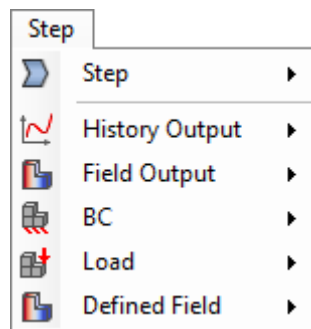 Step
Step
History Output
Field Output
BC
Load
Defined Field